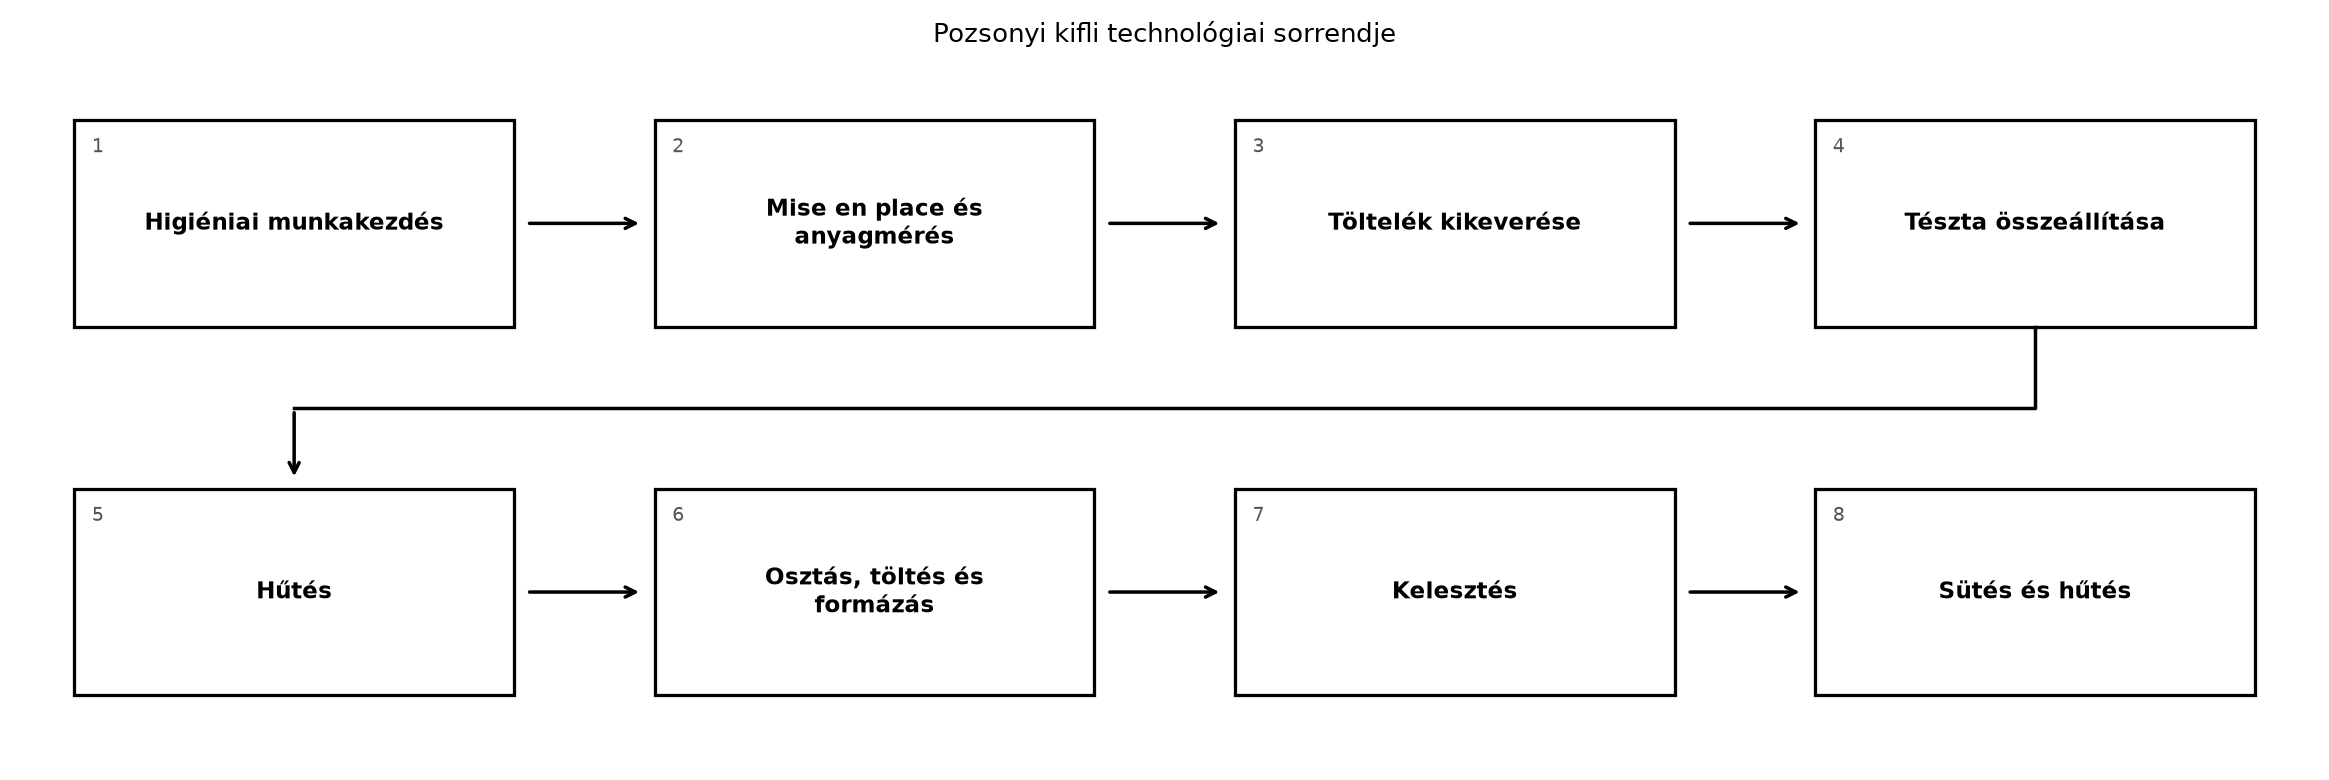 Pozsonyi kifli technológiai sorrendje
1
Higiéniai munkakezdés
2
Mise en place és
anyagmérés
3
Töltelék kikeverése
4
Tészta összeállítása
5
Hűtés
6
Osztás, töltés és
formázás
7
Kelesztés
8
Sütés és hűtés